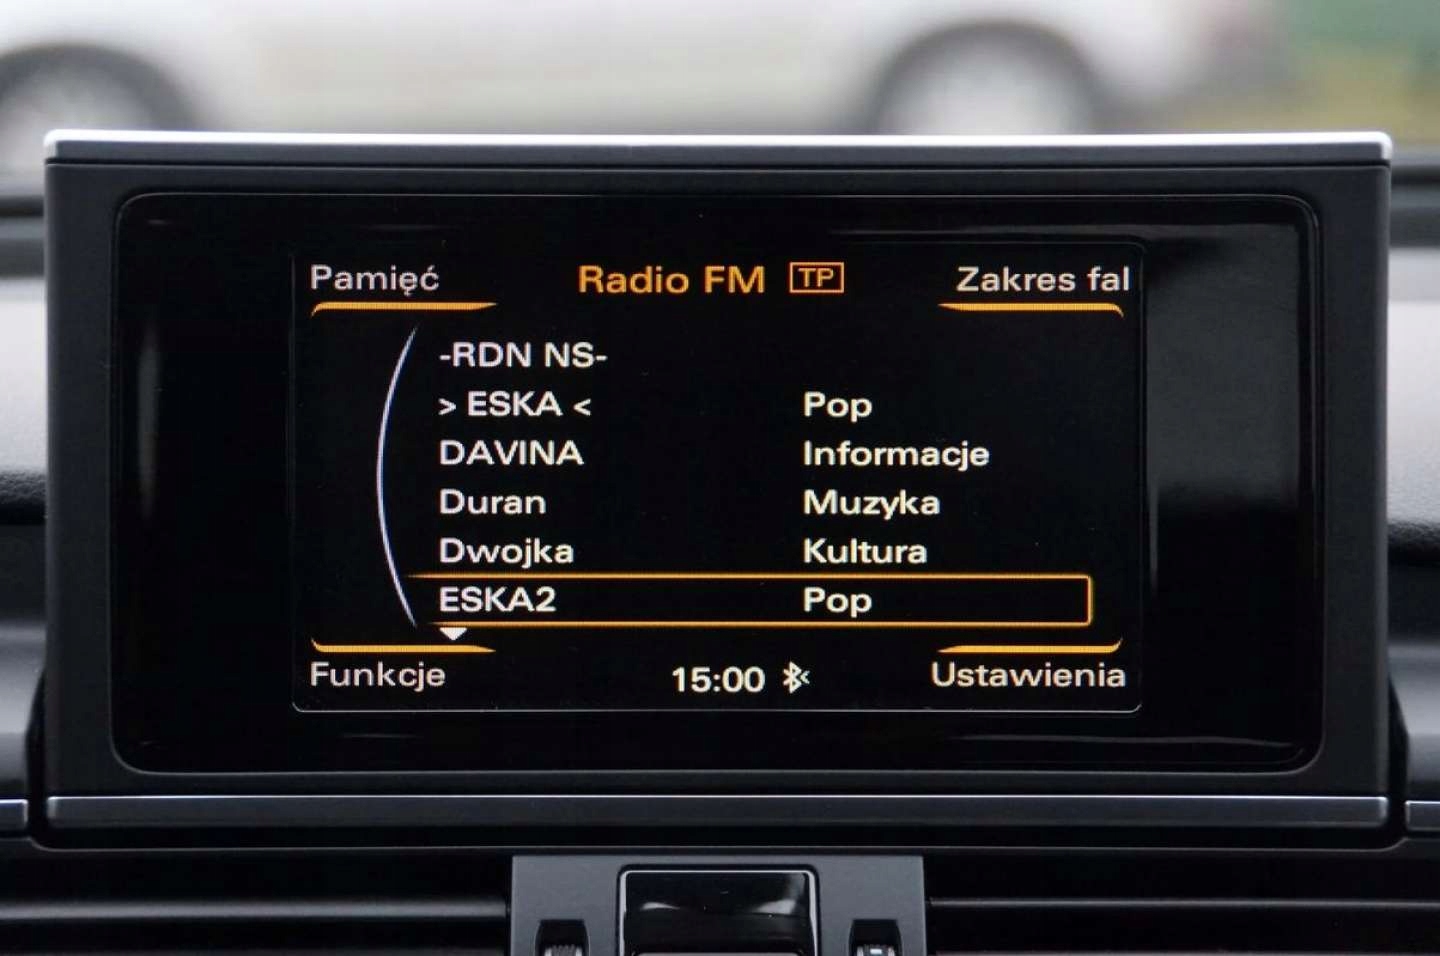 Pamięć Radio FM TP Zakres fal
-RDN NS-
> ESKA < Pop
DAVINA Informacje
Duran Muzyka
Dwojka Kultura
ESKA2 Pop
Funkcje 15:00 Ustawienia